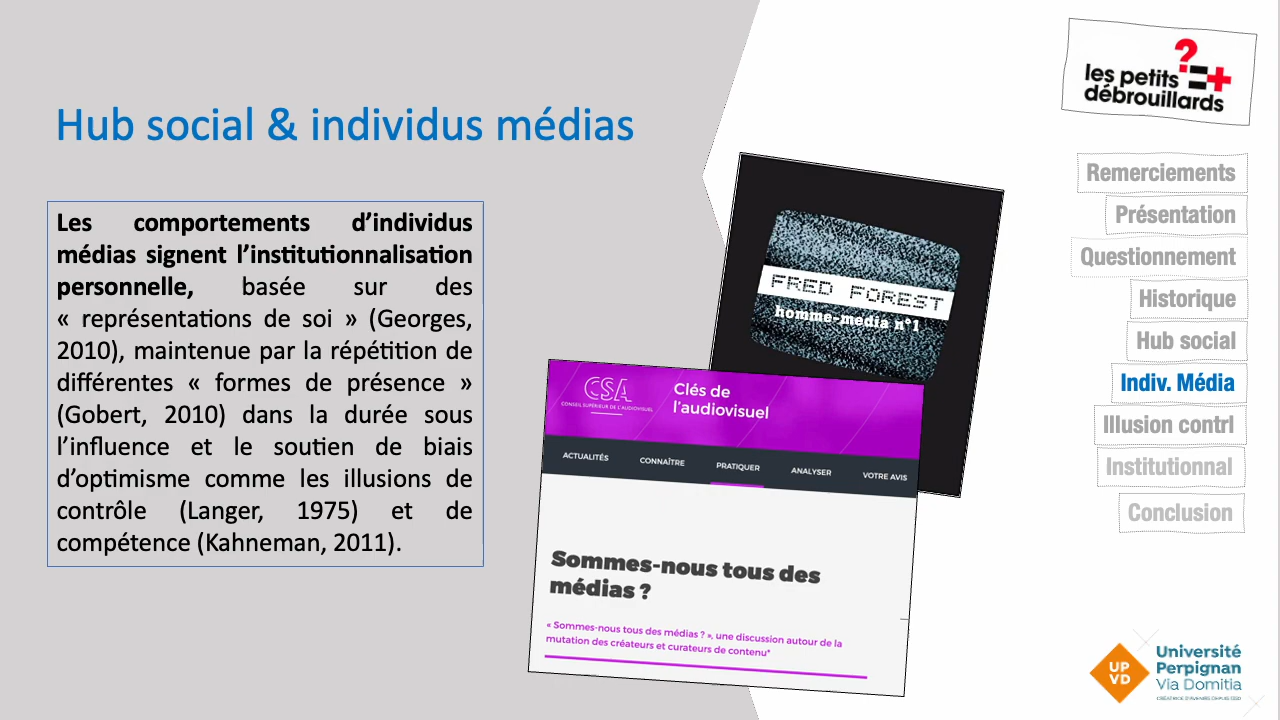 Hub social & individus médias
Les comportements d’individus
médias signent l’institutionnalisation
personnelle, basée sur des
« représentations de soi » (Georges,
2010), maintenue par la répétition de
différentes « formes de présence »
(Gobert, 2010) dans la durée sous
l’influence et le soutien de biais
d’optimisme comme les illusions de
contrôle (Langer, 1975) et de
compétence (Kahneman, 2011).
FRED FOREST
homme-media n°1
CSA
CONSEIL SUPÉRIEUR DE L'AUDIOVISUEL
Clés de
l'audiovisuel
ACTUALITÉS
CONNAÎTRE
PRATIQUER
ANALYSER
VOTRE AVIS
Sommes-nous tous des
médias ?
« Sommes-nous tous des médias ? », une discussion autour de la
mutation des créateurs et curateurs de contenu*
les petits
débrouillards
Remerciements
Présentation
Questionnement
Historique
Hub social
Indiv. Média
Illusion contrl
Institutionnal
Conclusion
UP
VD
Université
Perpignan
Via Domitia